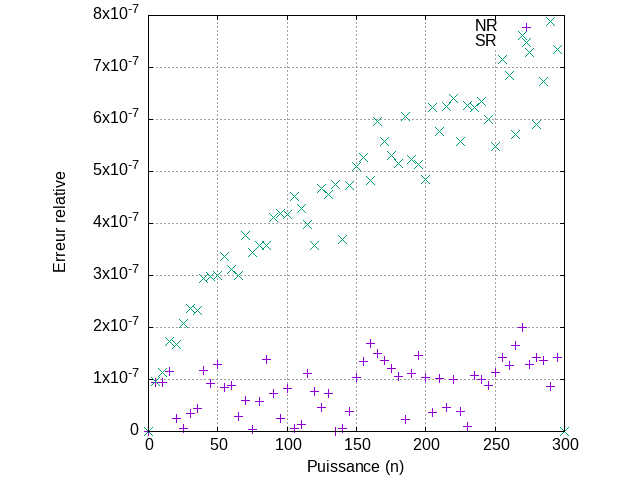 8x10-7
7x10-7
6x10-7
5x10-7
4x10-7
3x10-7
2x10-7
1x10-7
0
0 50 100 150 200 250 300
Erreur relative
Puissance (n)
NR
SR